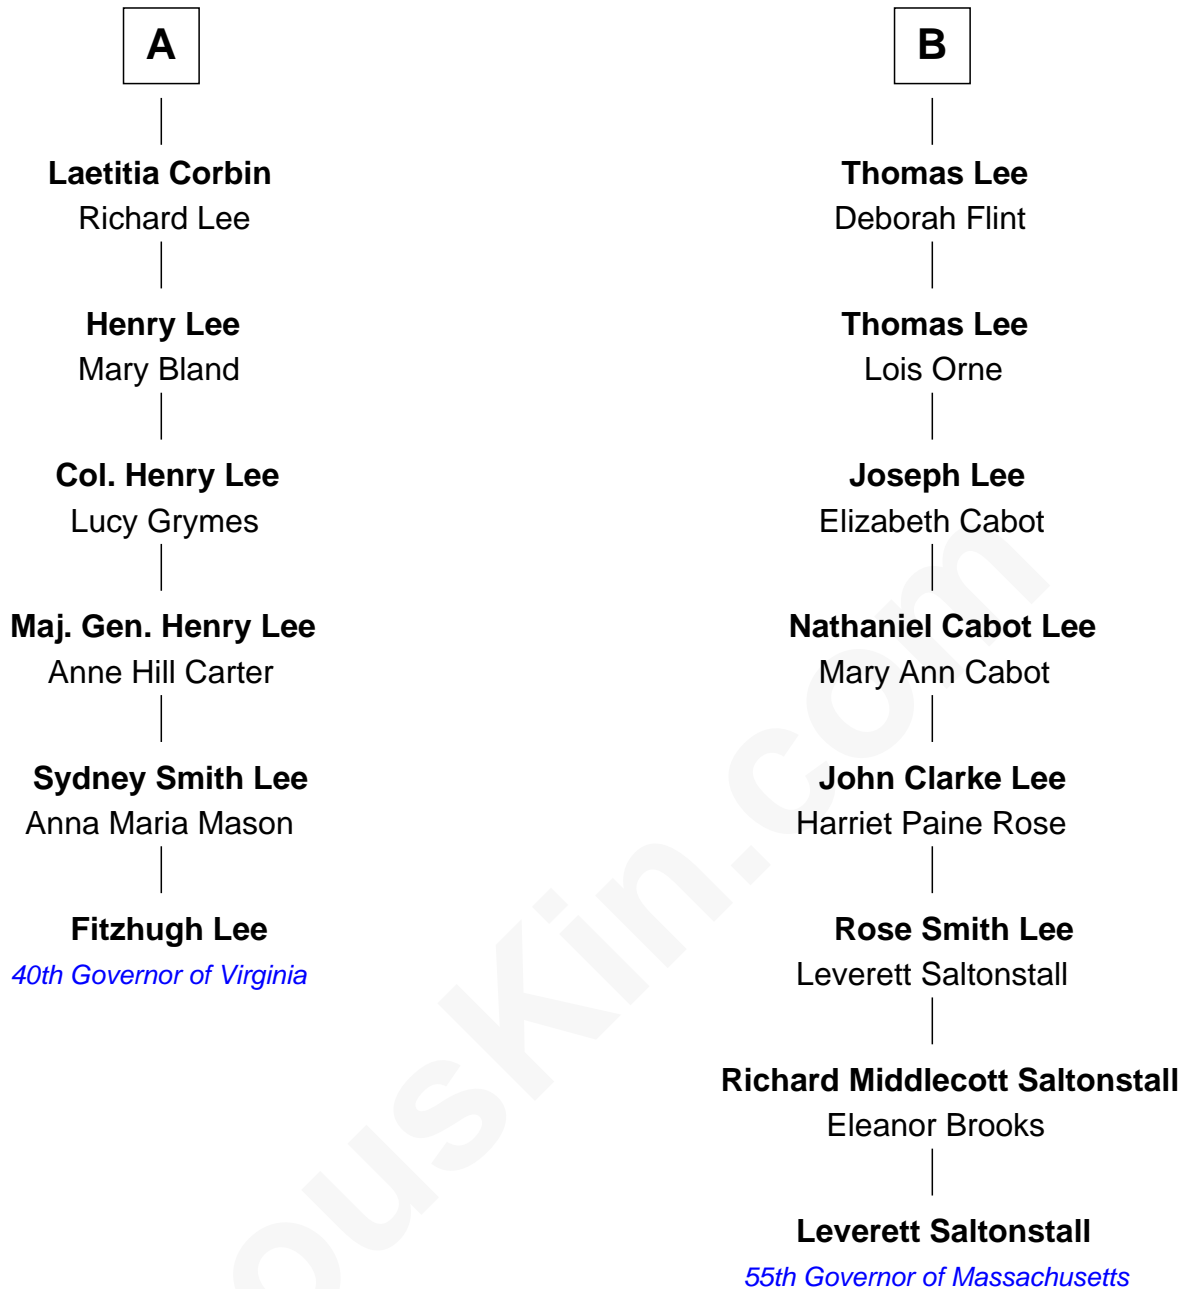 A
Laetitia Corbin
Richard Lee
Henry Lee
Mary Bland
Col. Henry Lee
Lucy Grymes
Maj. Gen. Henry Lee
Anne Hill Carter
Sydney Smith Lee
Anna Maria Mason
Fitzhugh Lee
40th Governor of Virginia
B
Thomas Lee
Deborah Flint
Thomas Lee
Lois Orne
Joseph Lee
Elizabeth Cabot
Nathaniel Cabot Lee
Mary Ann Cabot
John Clarke Lee
Harriet Paine Rose
Rose Smith Lee
Leverett Saltonstall
Richard Middlecott Saltonstall
Eleanor Brooks
Leverett Saltonstall
55th Governor of Massachusetts
ousKin.com